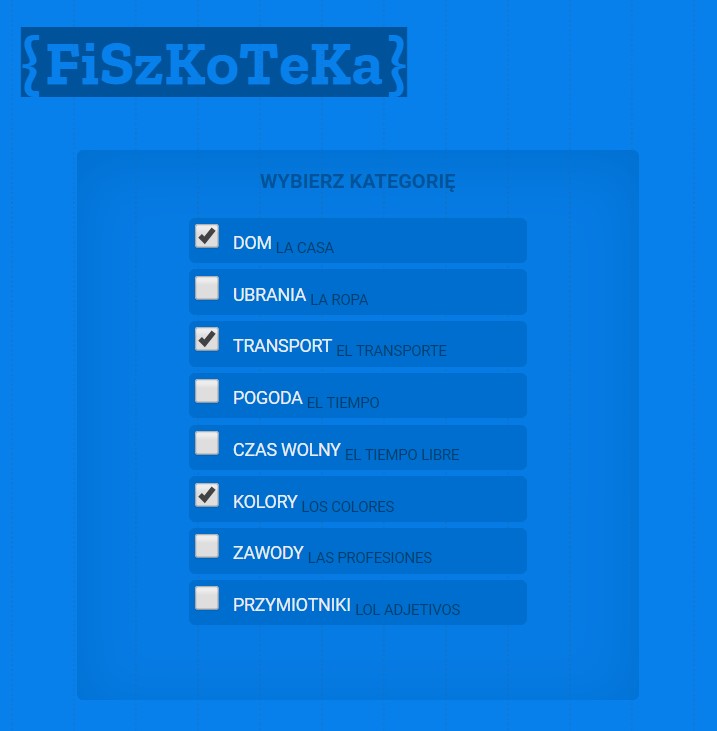 {FiSzKoTeKa}
WYBIERZ KATEGORIĘ
DOM LA CASA
UBRANIA LA ROPA
TRANSPORT EL TRANSPORTE
POGODA EL TIEMPO
CZAS WOLNY EL TIEMPO LIBRE
KOLORY LOS COLORES
ZAWODY LAS PROFESIONES
PRZYMIOTNIKI LOL ADJETIVOS